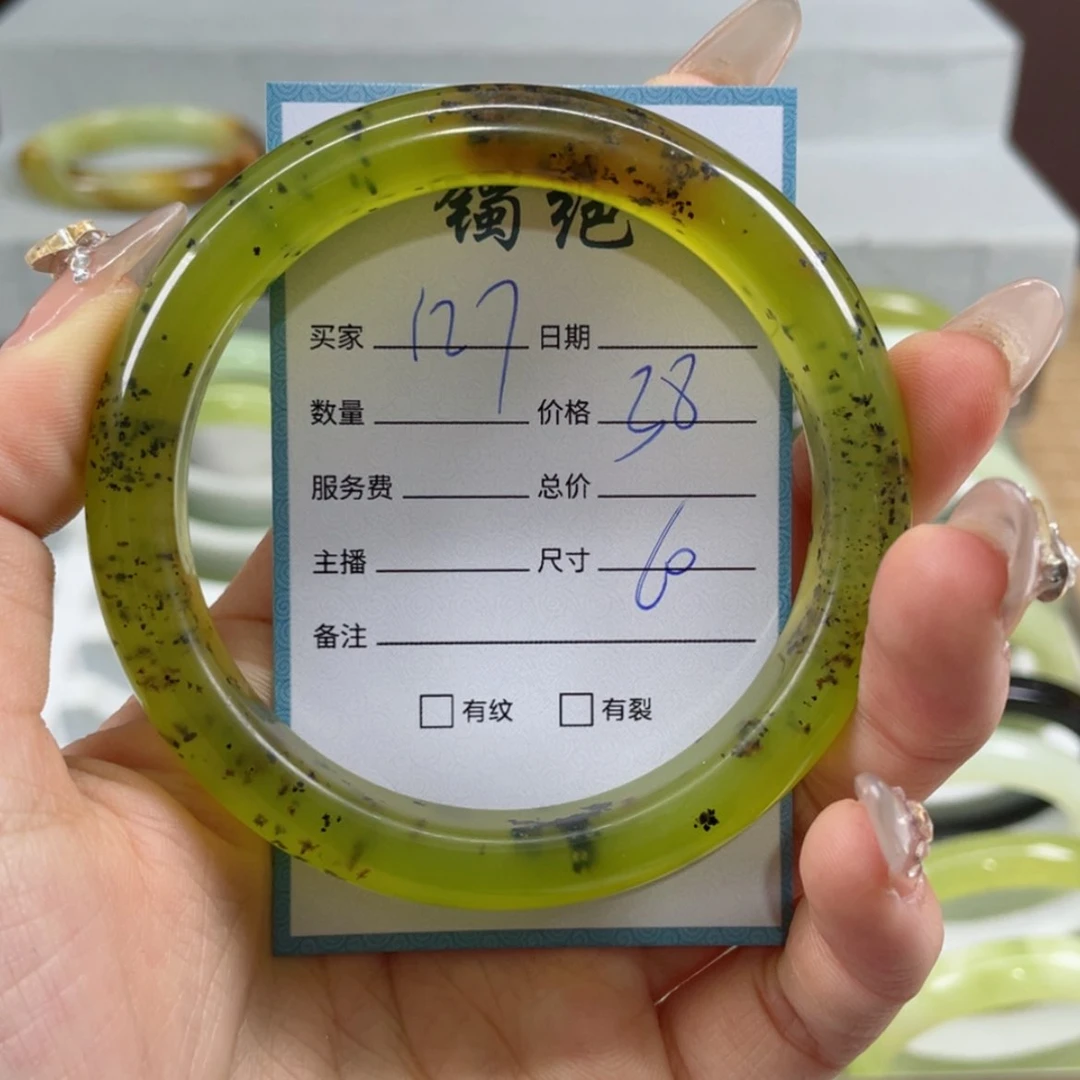 镯
买家 127 日期
数量 价格 38
服务费 总价
主播 尺寸 60
备注
有纹 有裂